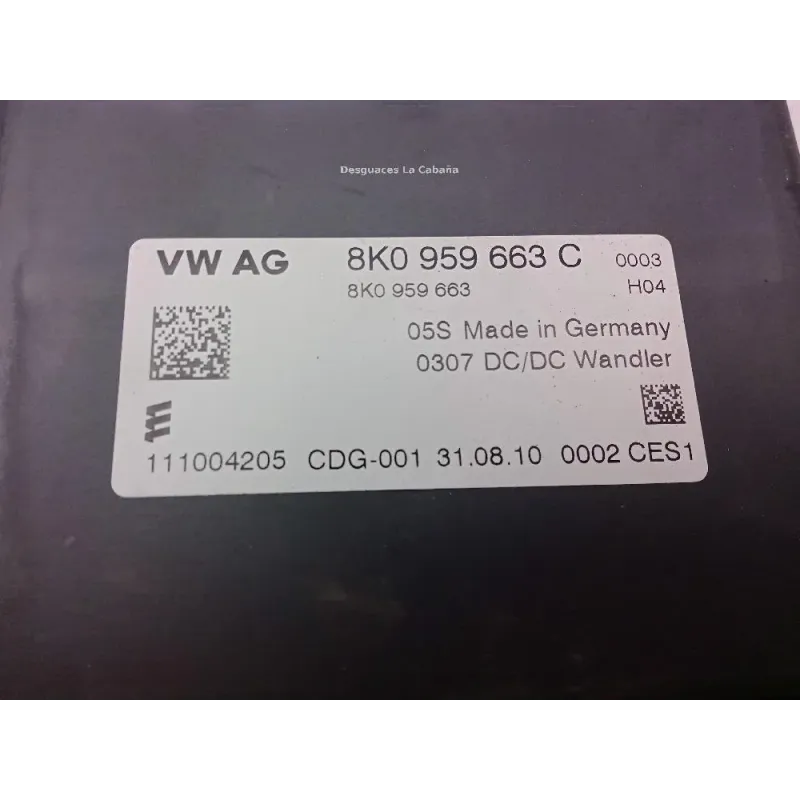 Desguaces La Cabaña
VW AG 8K0 959 663 C 0003
8K0 959 663 H04
05S Made in Germany
0307 DC/DC Wandler
111004205 CDG-001 31.08.10 0002 CES1